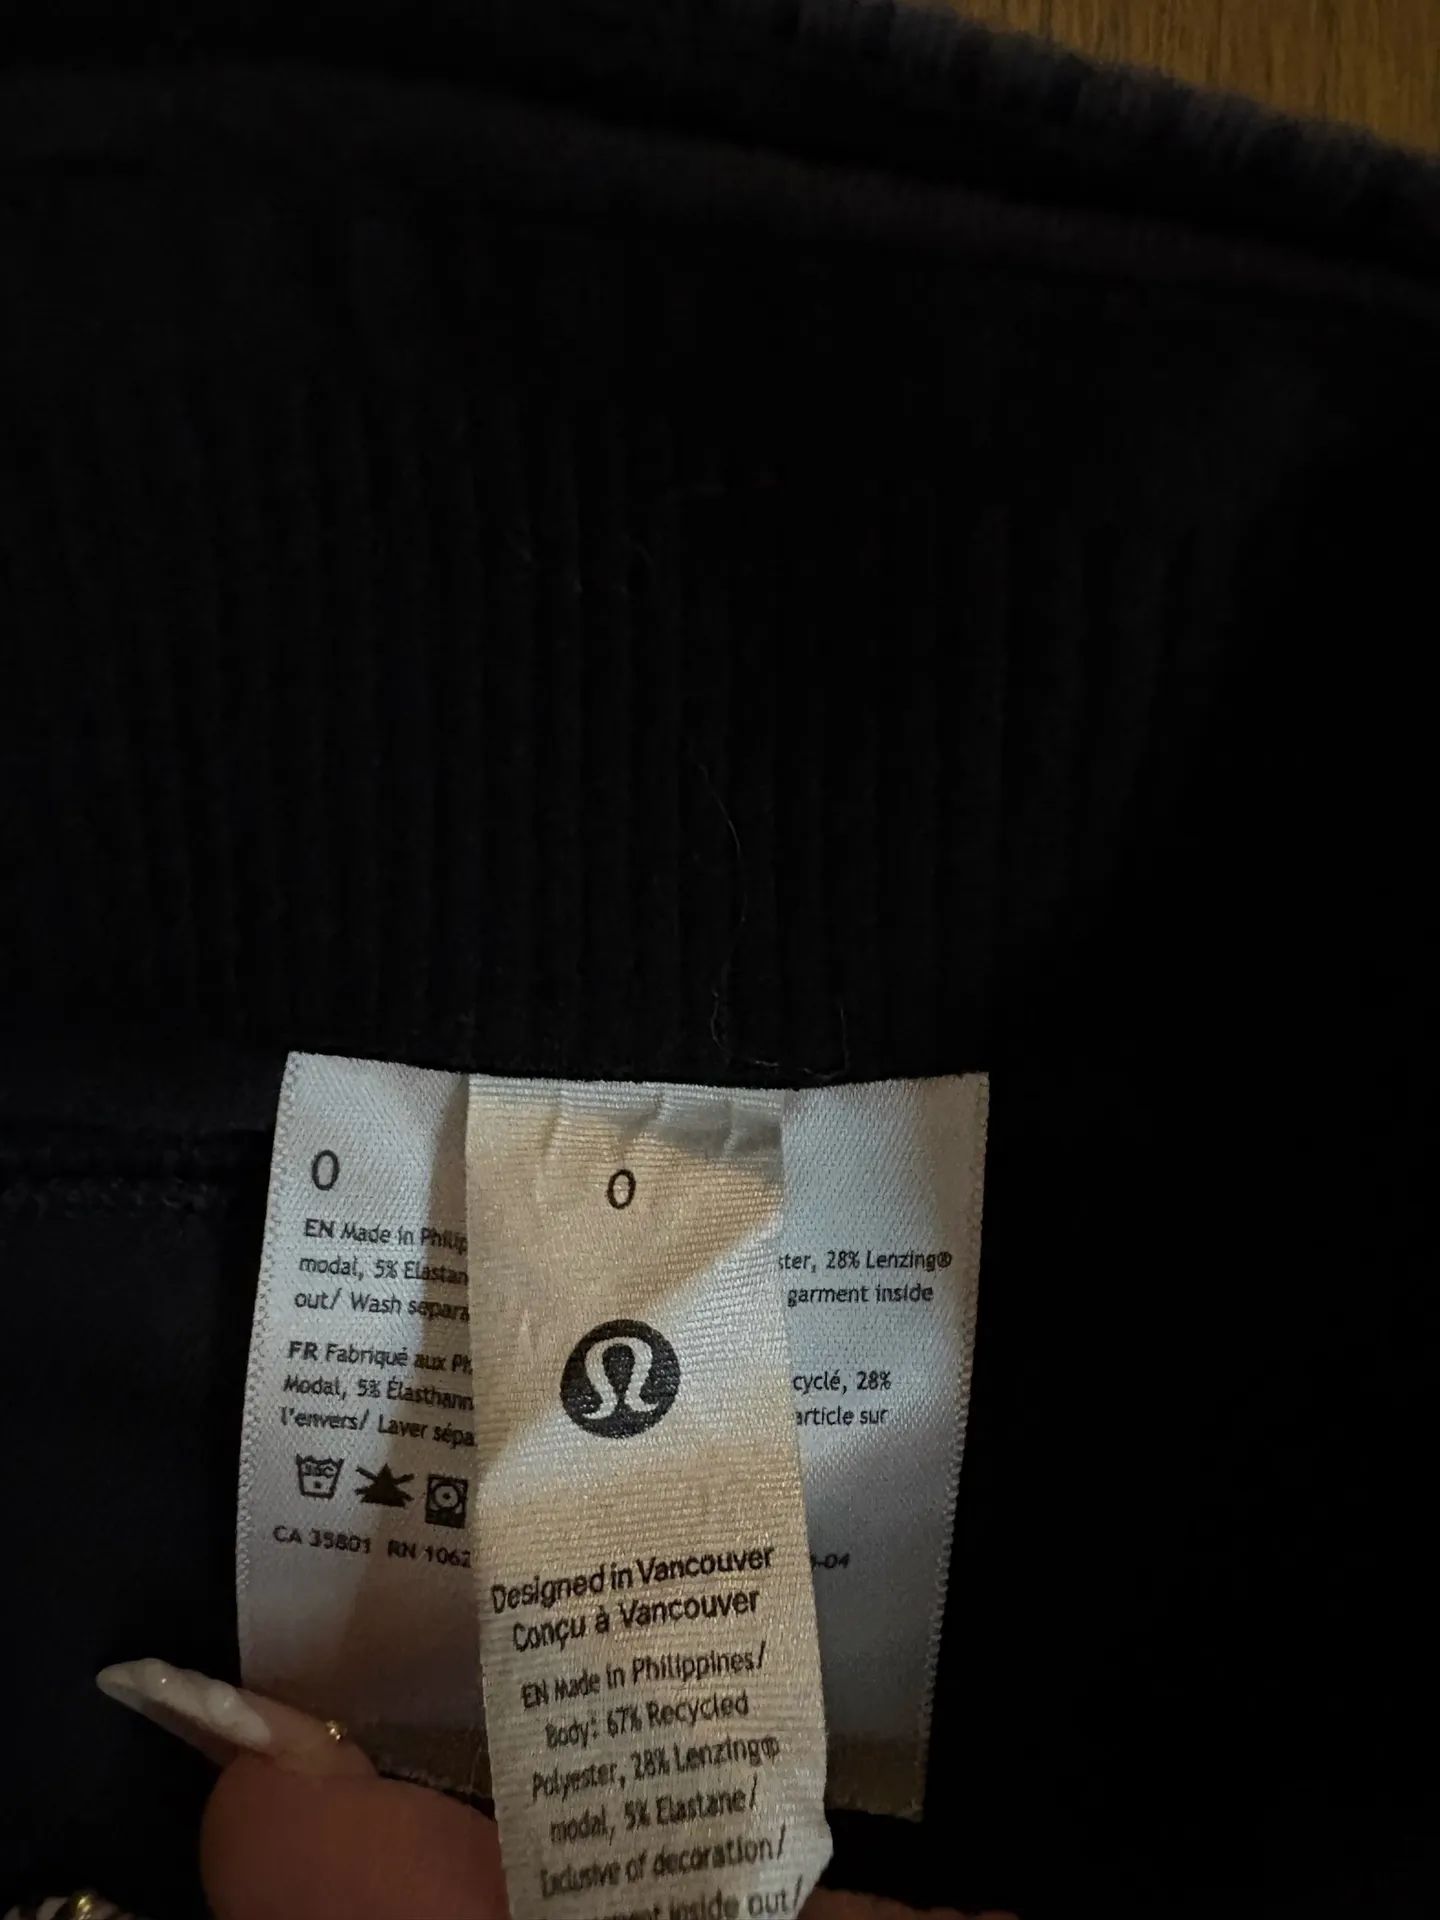 0
EN Made in Philip
modal, 5% Elastan
out/ Wash separa
FR Fabriqué aux Ph
Modal, 5% Élasthann
l'envers/ Laver sépa
30C
CA 35801 RN 1062
0
Designed in Vancouver
Conçu à Vancouver
EN Made in Philippines/
Body: 67% Recycled
Polyester, 28% Lenzing®
modal, 5% Elastane/
Exclusive of decoration/
inside out/
ster, 28% Lenzing®
garment inside
cyclé, 28%
article sur
-04